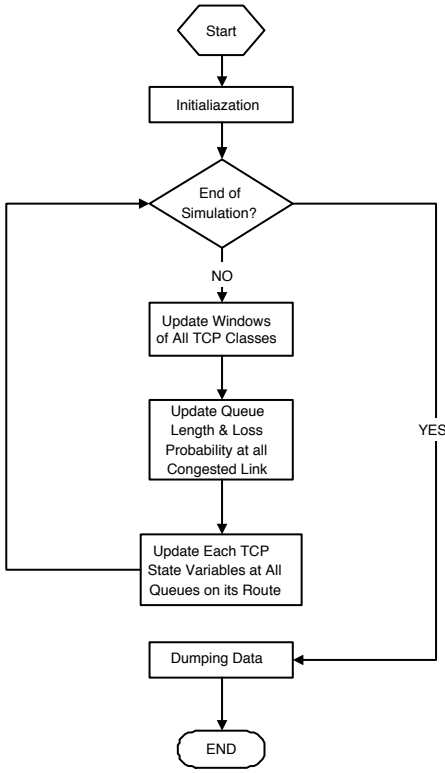 Start
Initialiazation
End of
Simulation?
NO
Update Windows
of All TCP Classes
Update Queue
Length & Loss
Probability at all
Congested Link
YES
Update Each TCP
State Variables at All
Queues on its Route
Dumping Data
END